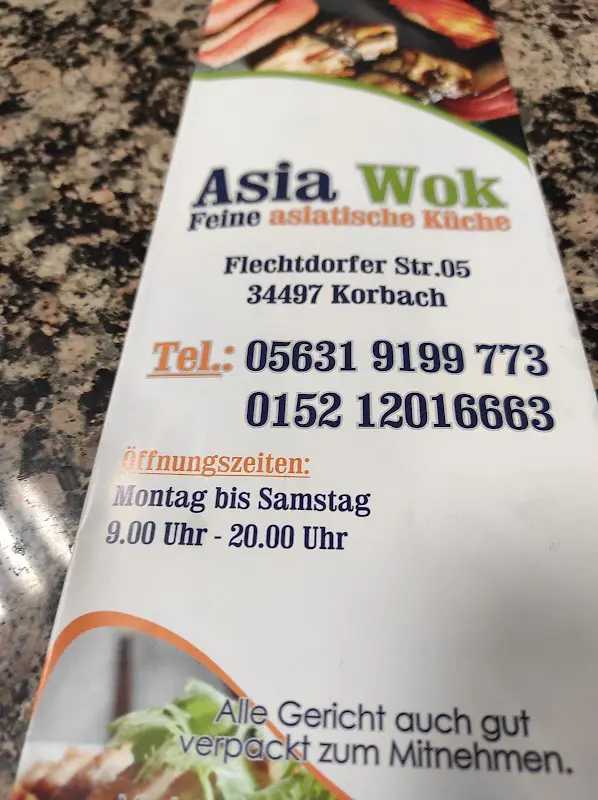 Asia Wok
Feine asiatische Küche
Flechtdorfer Str.05
34497 Korbach
Tel.: 05631 9199 773
0152 12016663
Öffnungszeiten:
Montag bis Samstag
9.00 Uhr - 20.00 Uhr
Alle Gericht auch gut
verpackt zum Mitnehmen.